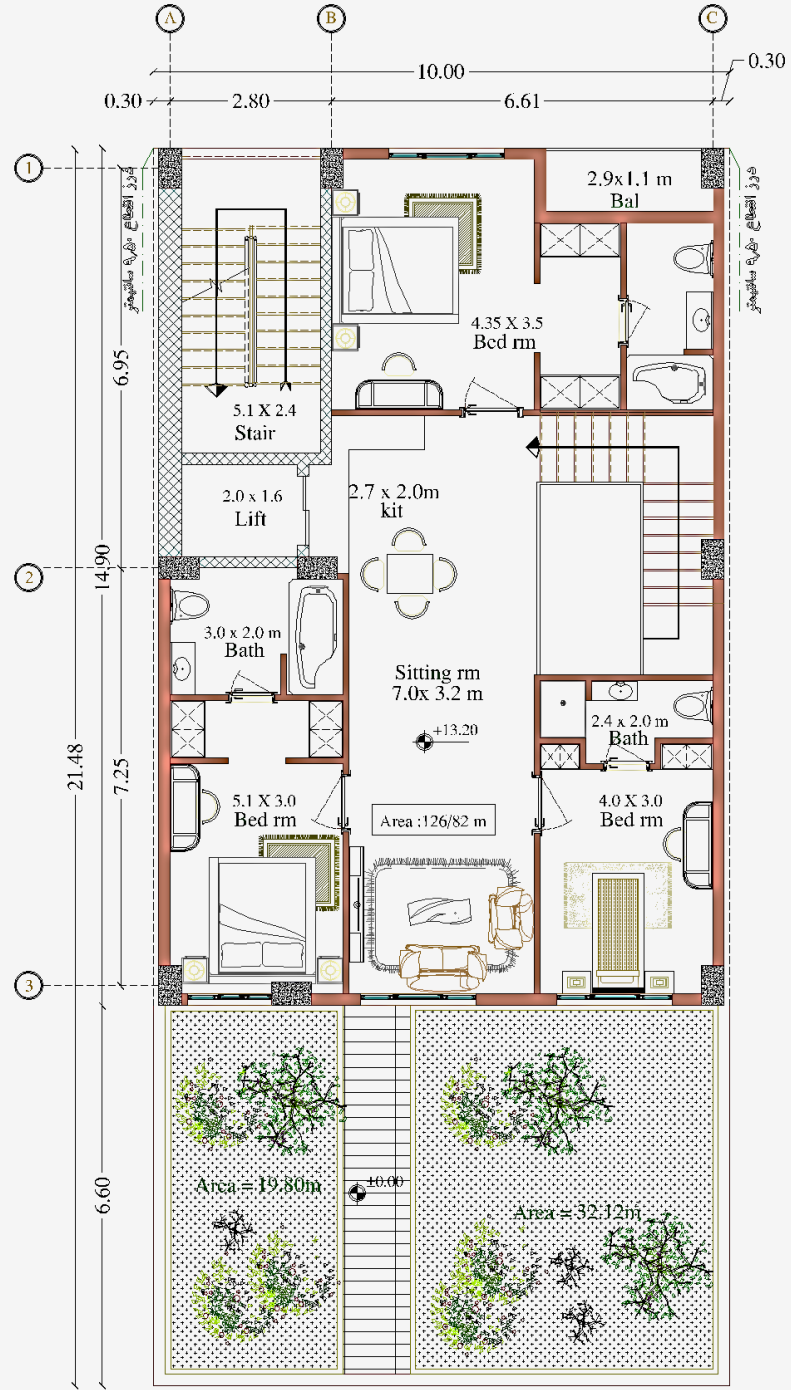 A
B
C
10.00
0.30
2.80
6.61
0.30
1
2
3
2.9x1.1 m
Bal
4.35 X 3.5
Bed rm
5.1 X 2.4
Stair
2.0 x 1.6
Lift
2.7 x 2.0m
kit
3.0 x 2.0 m
Bath
Sitting rm
7.0x 3.2 m
+13.20
2.4 x 2.0 m
Bath
5.1 X 3.0
Bed rm
Area :126/82 m
4.0 X 3.0
Bed rm
6.95
14.90
21.48
7.25
6.60
Area = 19.80m
±0.00
Area = 32.12m